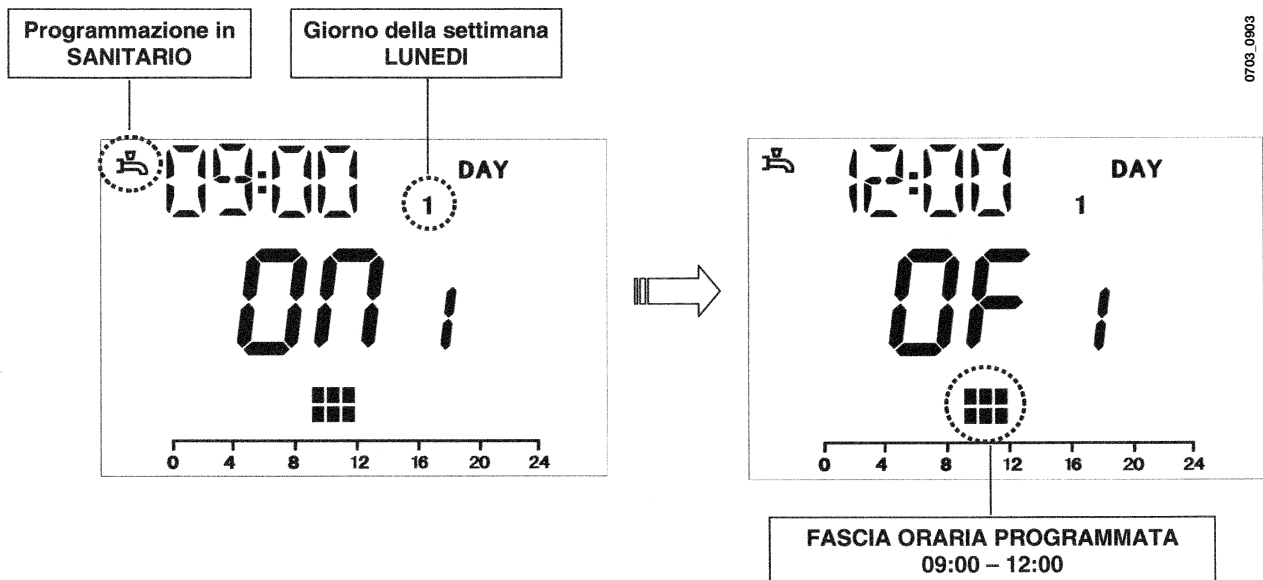 Programmazione in
SANITARIO
Giorno della settimana
LUNEDI
0703_0903
09:00
DAY
1
ON 1
0 4 8 12 16 20 24
12:00
DAY
1
OF 1
0 4 8 12 16 20 24
FASCIA ORARIA PROGRAMMATA
09:00 – 12:00